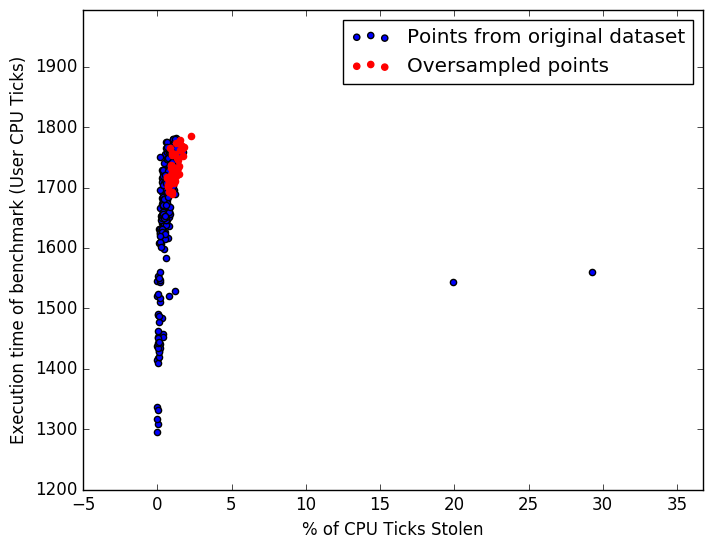 Points from original dataset
Oversampled points
Execution time of benchmark (User CPU Ticks)
1900
1800
1700
1600
1500
1400
1300
1200
−5 0 5 10 15 20 25 30 35
% of CPU Ticks Stolen